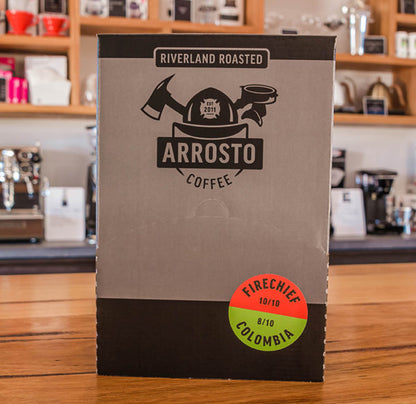 RIVERLAND ROASTED
EST
2011
ARROSTO
COFFEE
FIRECHIEF
10/10
8/10
COLOMBIA